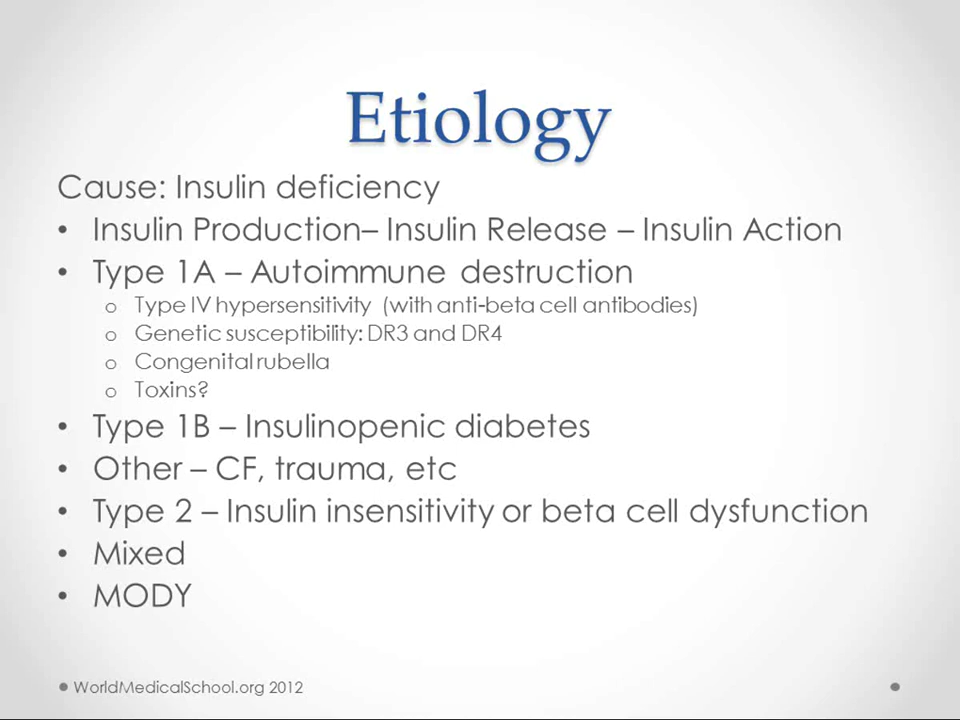 Etiology
Cause: Insulin deficiency
• Insulin Production– Insulin Release – Insulin Action
• Type 1A – Autoimmune destruction
o Type IV hypersensitivity (with anti-beta cell antibodies)
o Genetic susceptibility: DR3 and DR4
o Congenital rubella
o Toxins?
• Type 1B – Insulinopenic diabetes
• Other – CF, trauma, etc
• Type 2 – Insulin insensitivity or beta cell dysfunction
• Mixed
• MODY
WorldMedicalSchool.org 2012